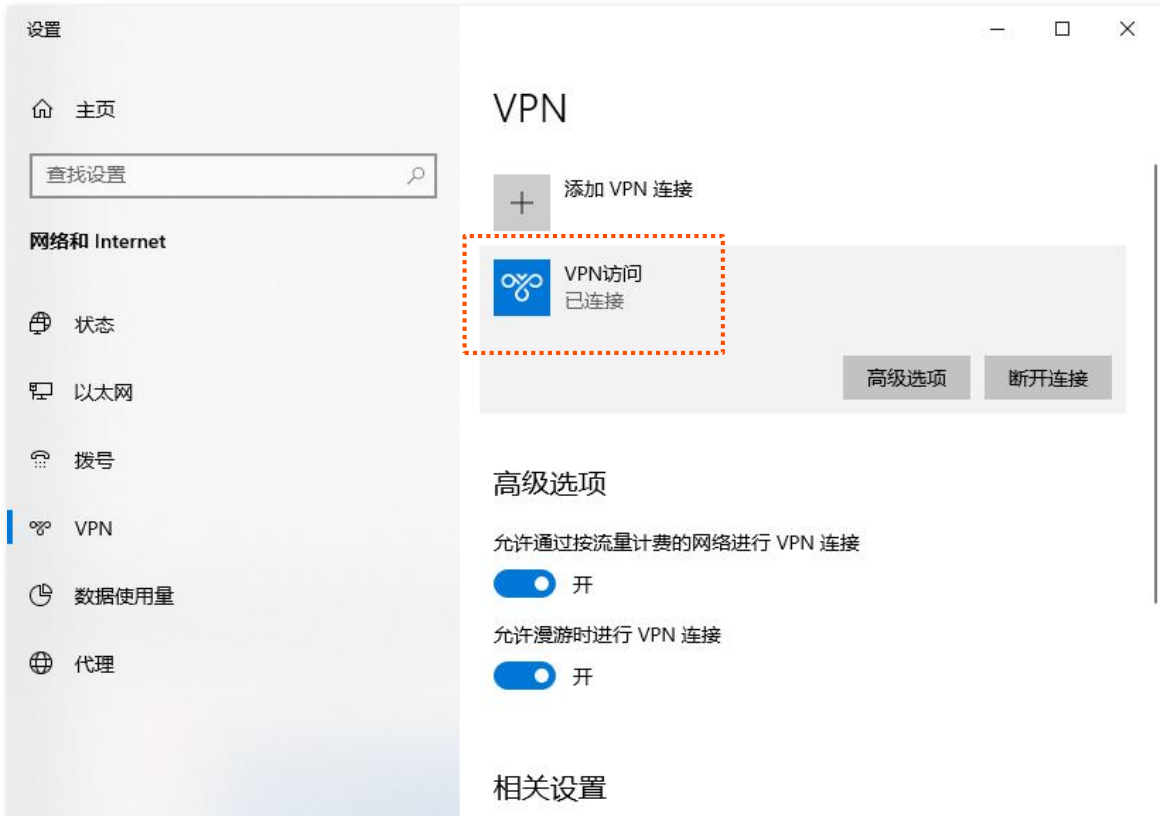 设置
主页
查找设置
网络和 Internet
状态
以太网
拨号
VPN
数据使用量
代理
VPN
添加 VPN 连接
VPN访问
已连接
高级选项
断开连接
高级选项
允许通过按流量计费的网络进行 VPN 连接
开
允许漫游时进行 VPN 连接
开
相关设置